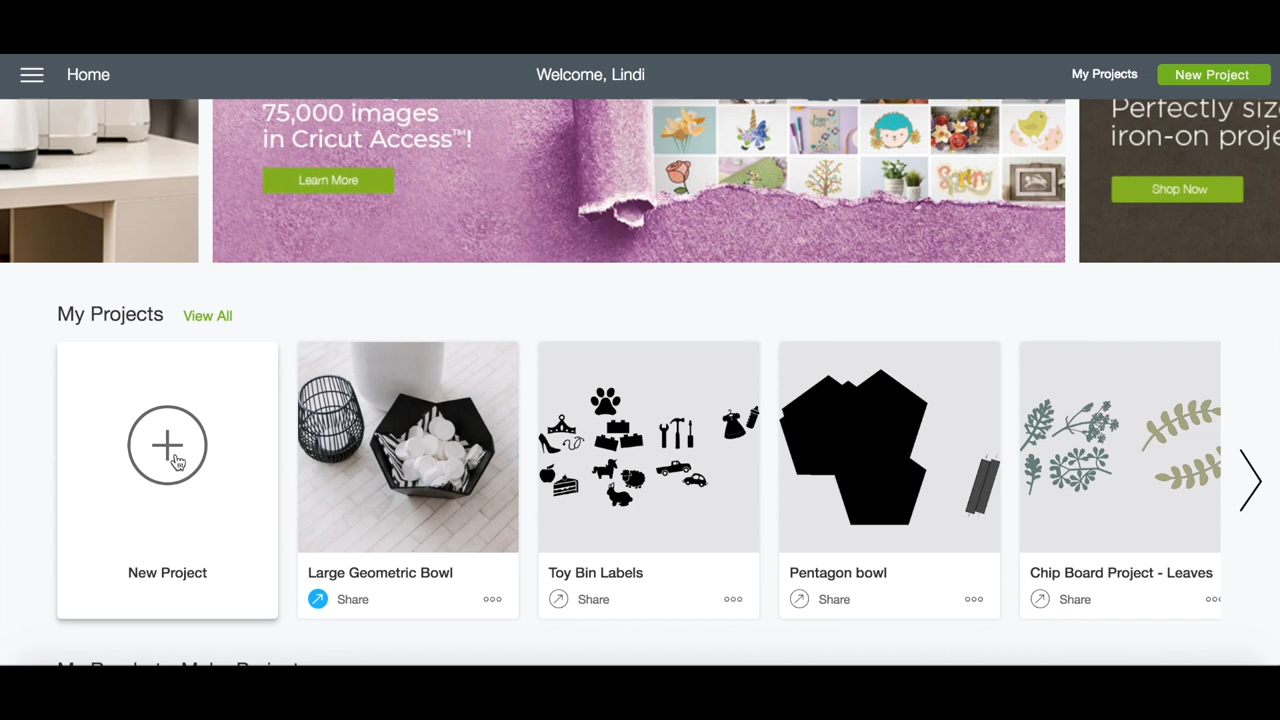 Home
Welcome, Lindi
My Projects
New Project
75,000 images
in Cricut Access™!
Learn More
Spring
Perfectly
iron-on
Shop Now
My Projects
View All
New Project
Large Geometric Bowl
Share
Toy Bin Labels
Share
Pentagon bowl
Share
Chip Board Project - Leaves
Share